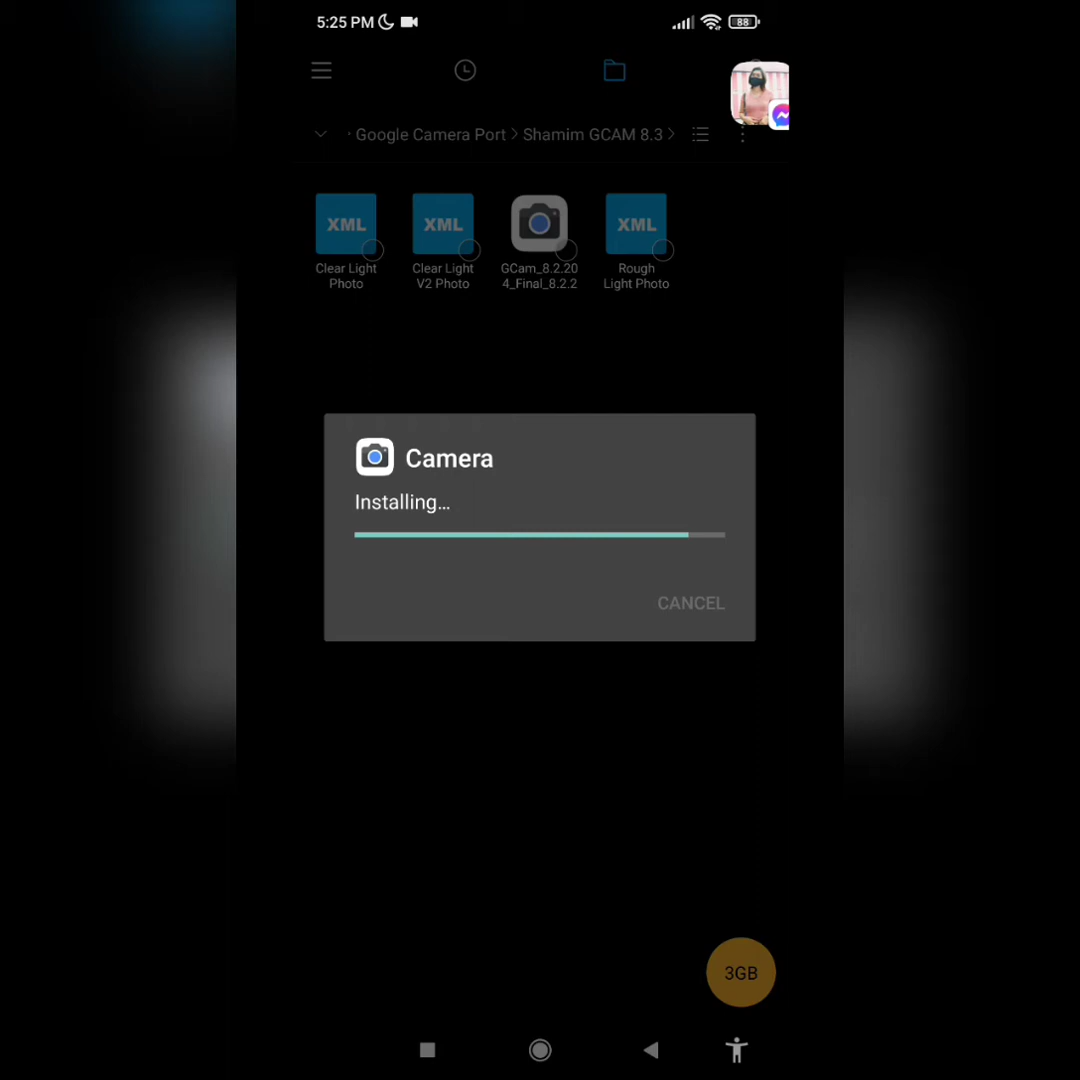 5:25 PM
88
Google Camera Port > Shamim GCAM 8.3 >
XML
XML
XML
Clear Light
Photo
Clear Light
V2 Photo
GCam_8.2.20
4_Final_8.2.2
Rough
Light Photo
Camera
Installing...
CANCEL
3GB